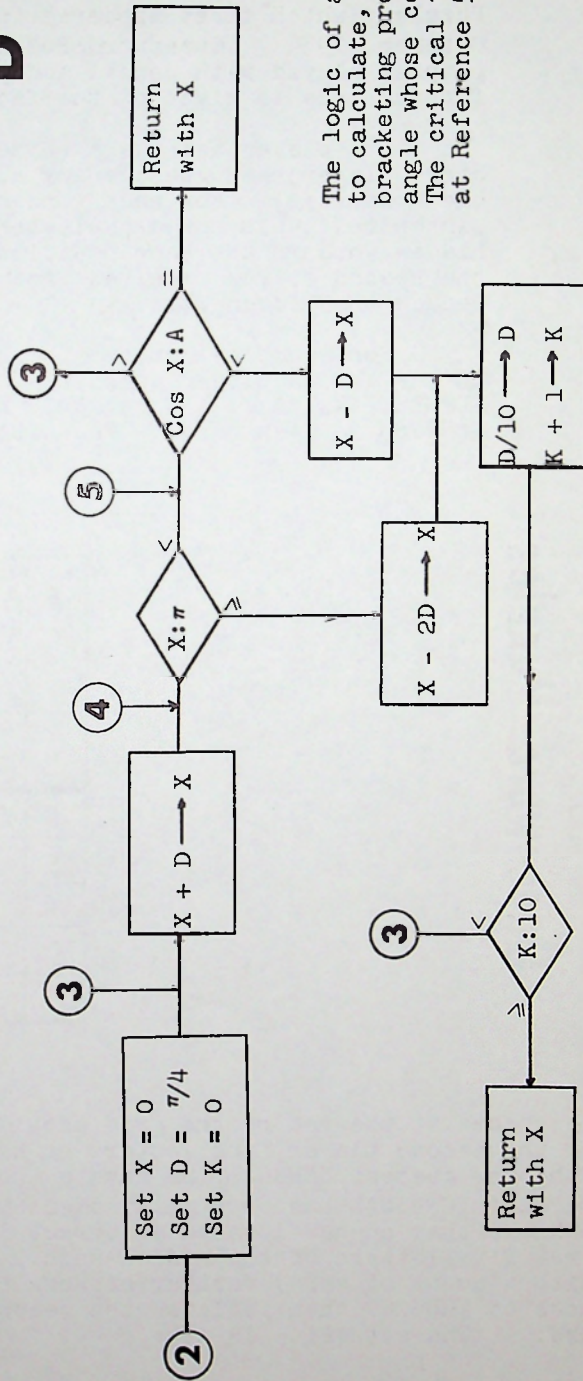 D
2
Set X = 0
Set D = π/4
Set K = 0
3
X + D → X
4
X:π
<
≥
5
Cos X:A
>
=
<
3
Return
with X
X - 2D → X
X - D → X
D/10 → D
K + 1 → K
K:10
<
≥
3
Return
with X
The logic of a
to calculate,
bracketing pro
angle whose co
The critical
at Reference